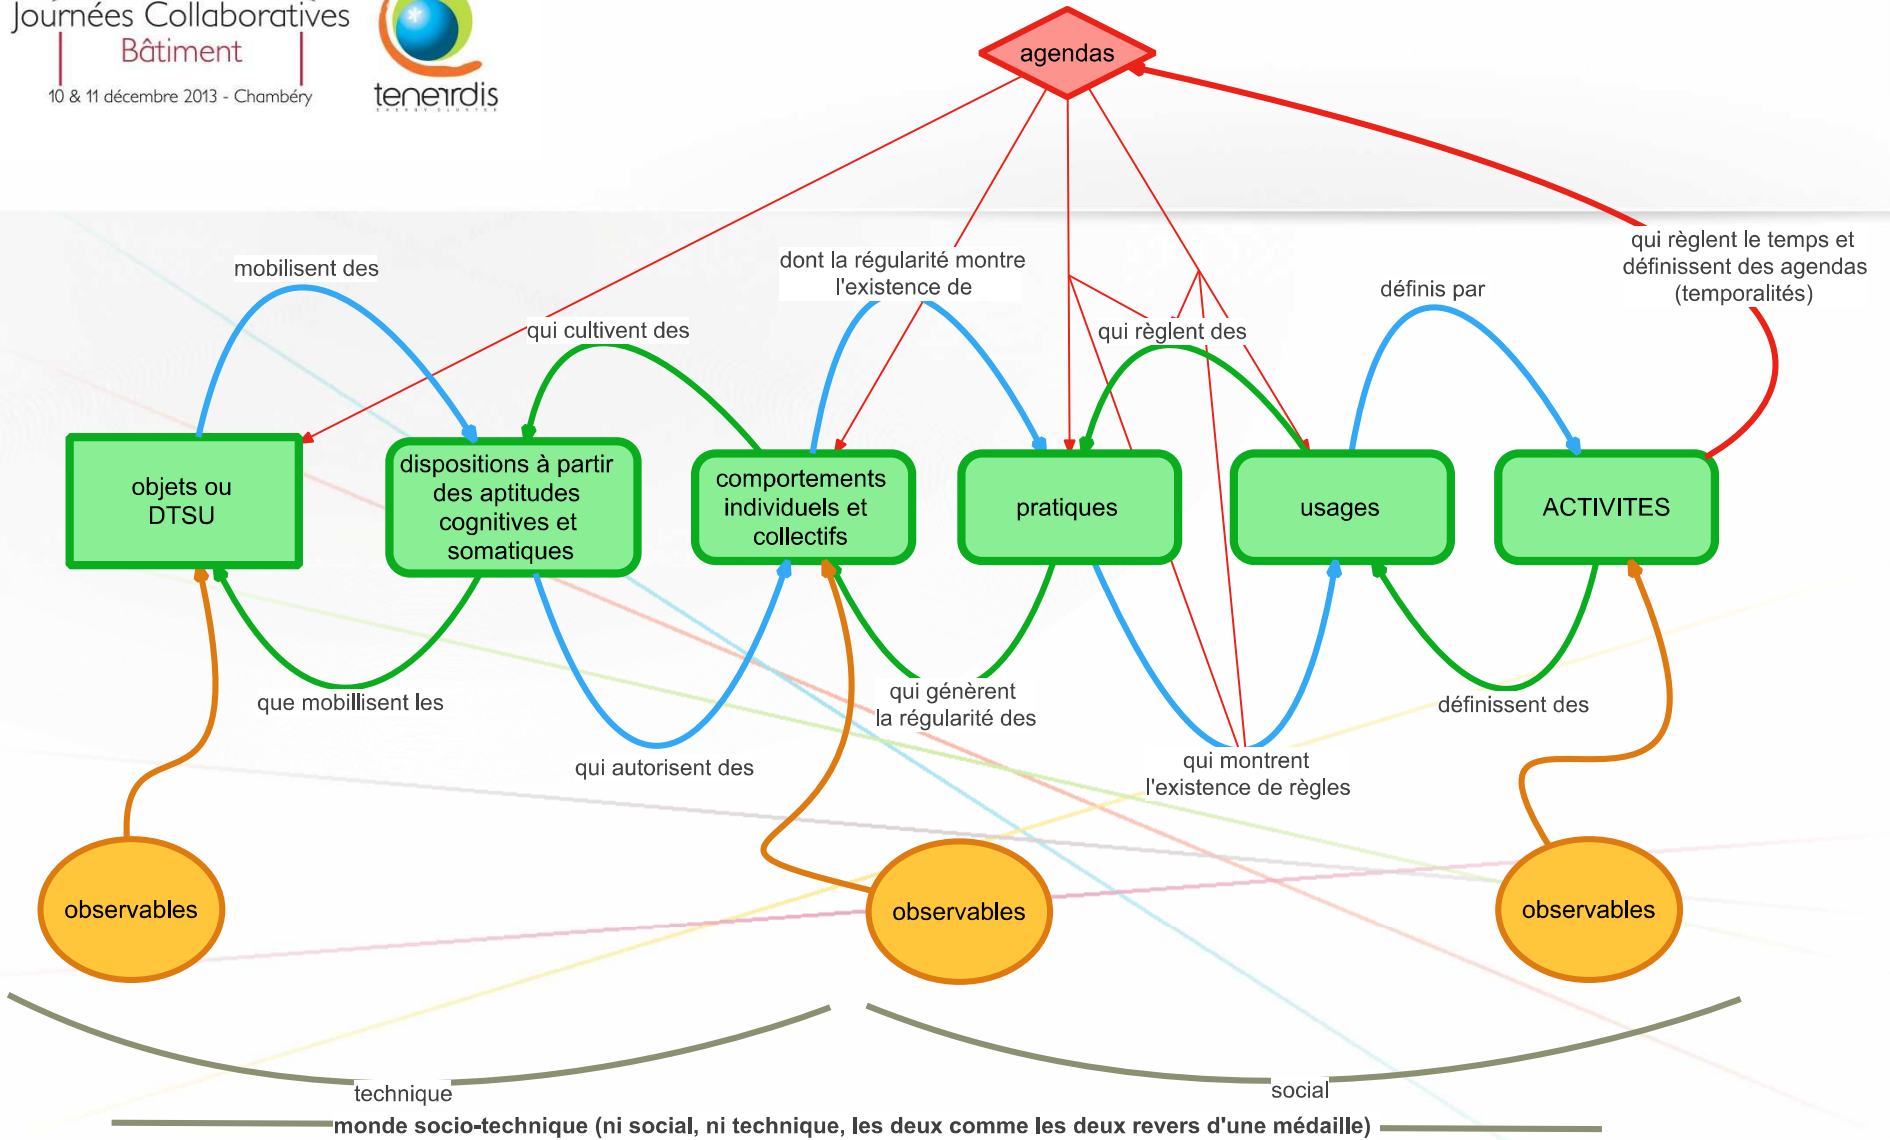 Journées Collaboratives
Bâtiment
10 & 11 décembre 2013 - Chambéry
tenerrdis
ENERGY CLUSTER
agendas
qui règlent le temps et
définissent des agendas
(temporalités)
mobilisent des
dont la régularité montre
l'existence de
définis par
qui cultivent des
qui règlent des
objets ou
DTSU
dispositions à partir
des aptitudes
cognitives et
somatiques
comportements
individuels et
collectifs
pratiques
usages
ACTIVITES
que mobillisent les
qui génèrent
la régularité des
définissent des
qui autorisent des
qui montrent
l'existence de règles
observables
observables
observables
technique
social
monde socio-technique (ni social, ni technique, les deux comme les deux revers d'une médaille)